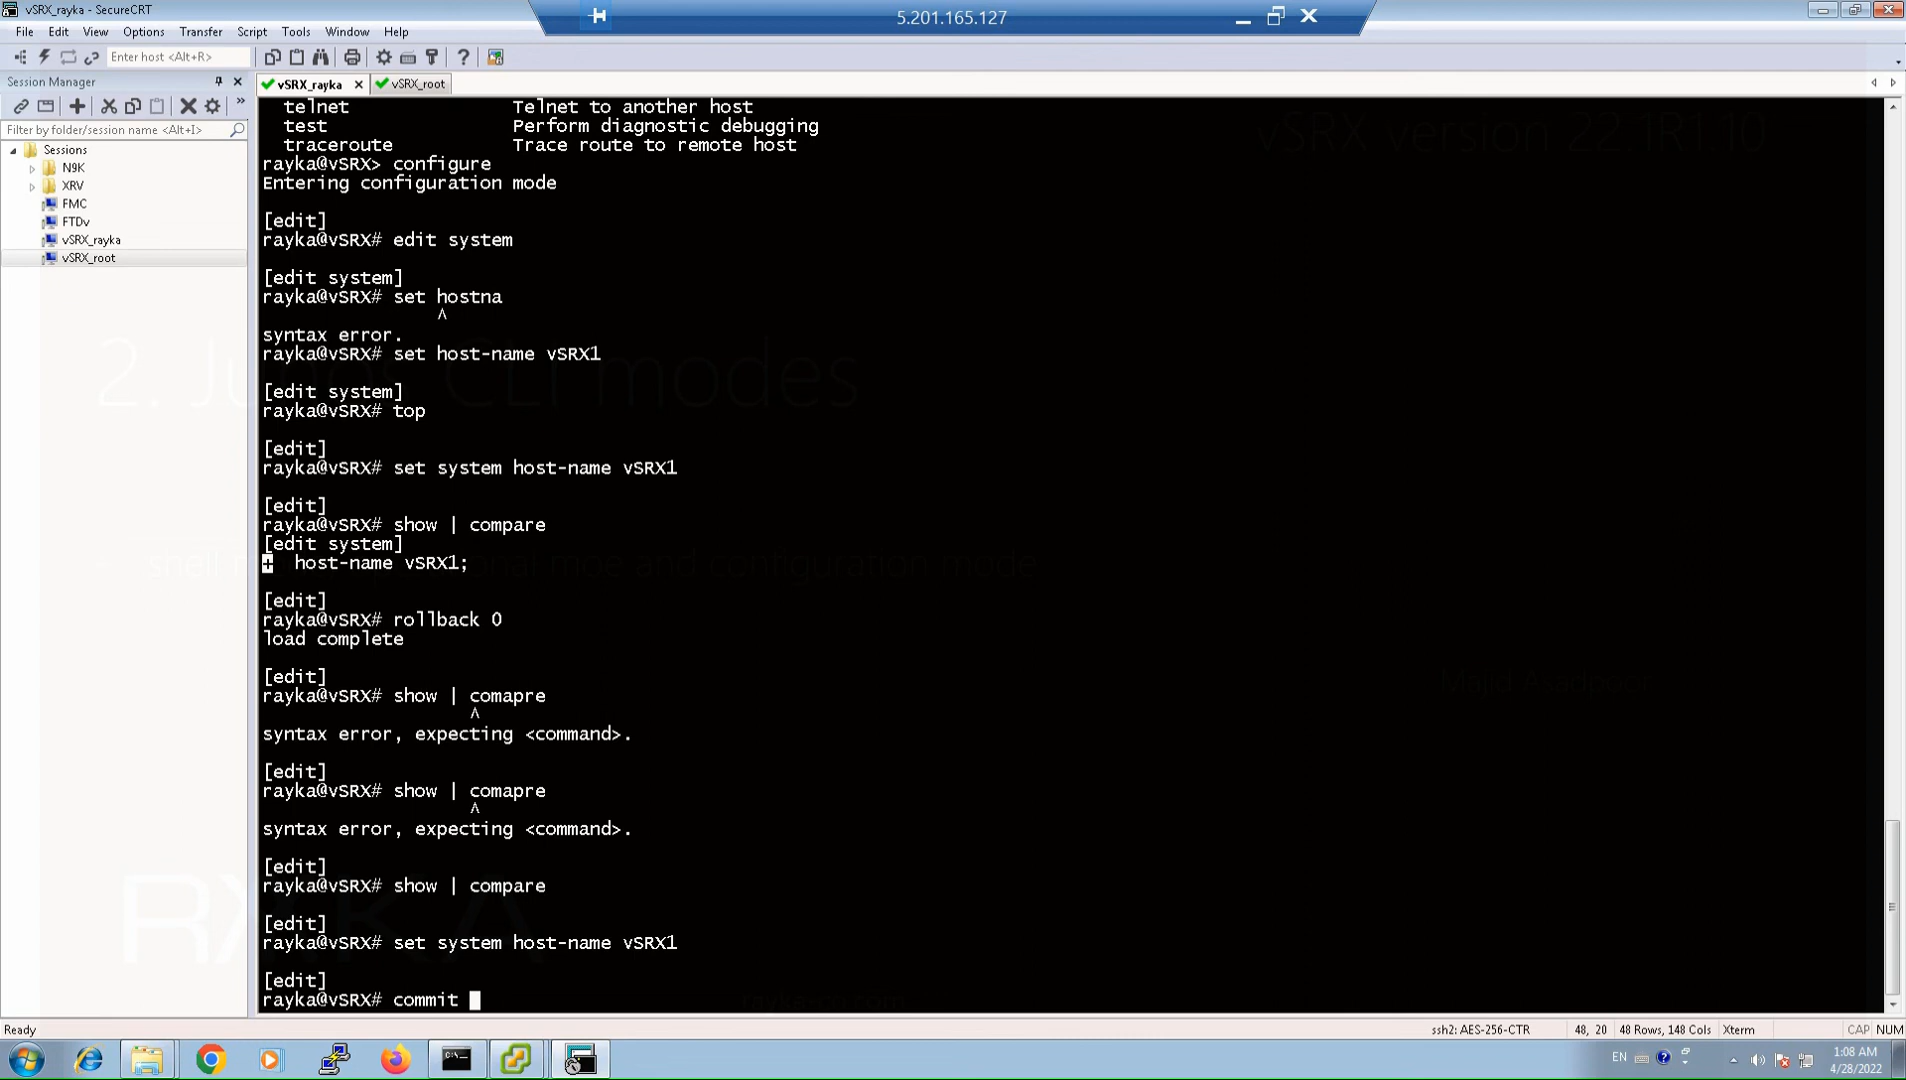 vSRX_rayka - SecureCRT
5.201.165.127
File Edit View Options Transfer Script Tools Window Help
Enter host <Alt+R>
Session Manager
vSRX_rayka
vSRX_root
Filter by folder/session name <Alt+I>
Sessions
N9K
XRV
FMC
FTDv
vSRX_rayka
vSRX_root
telnet Telnet to another host
test Perform diagnostic debugging
traceroute Trace route to remote host
rayka@vSRX> configure
Entering configuration mode
[edit]
rayka@vSRX# edit system
[edit system]
rayka@vSRX# set hostna
^
syntax error.
rayka@vSRX# set host-name vSRX1
[edit system]
rayka@vSRX# top
[edit]
rayka@vSRX# set system host-name vSRX1
[edit]
rayka@vSRX# show | compare
[edit system]
+ host-name vSRX1;
[edit]
rayka@vSRX# rollback 0
load complete
[edit]
rayka@vSRX# show | comapre
^
syntax error, expecting <command>.
[edit]
rayka@vSRX# show | comapre
^
syntax error, expecting <command>.
[edit]
rayka@vSRX# show | compare
[edit]
rayka@vSRX# set system host-name vSRX1
[edit]
rayka@vSRX# commit
vSRX version 22.1R1.10
2. Junos CLI modes
moe and configuration mode
Majid Asadpoor
Ready
ssh2: AES-256-CTR 48, 20 48 Rows, 148 Cols Xterm CAP NUM
EN
1:08 AM
4/28/2022